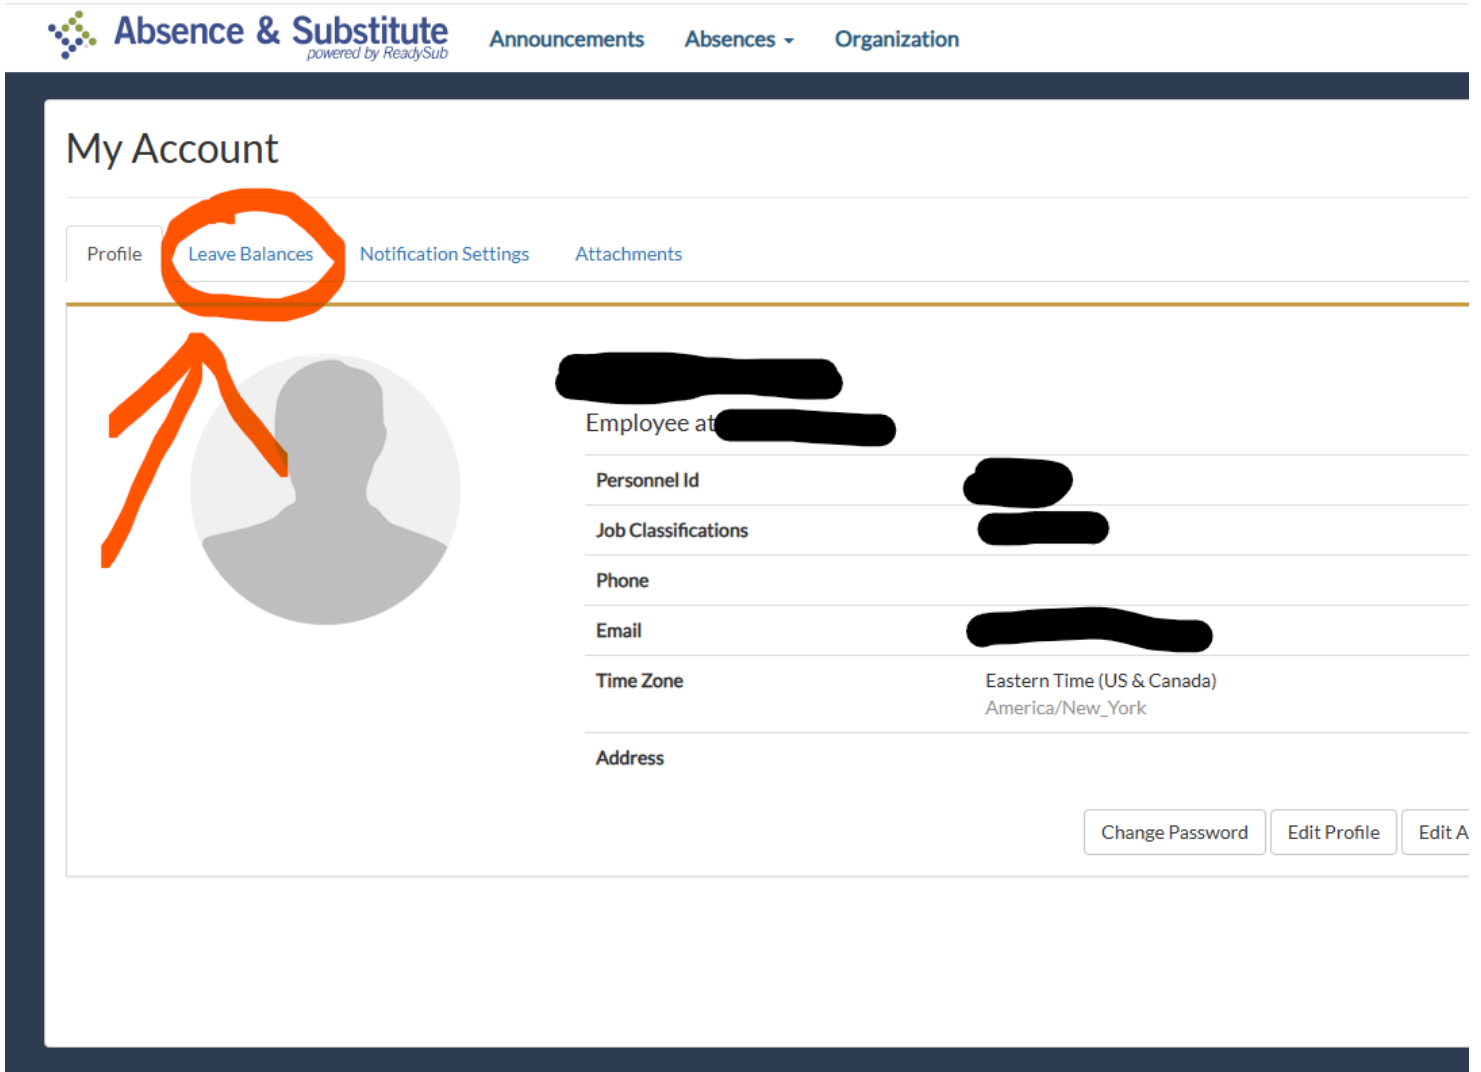 Absence & Substitute
powered by ReadySub
Announcements Absences Organization
My Account
Profile Leave Balances Notification Settings Attachments
Employee at
Personnel Id
Job Classifications
Phone
Email
Time Zone Eastern Time (US & Canada)
America/New_York
Address
Change Password Edit Profile Edit A